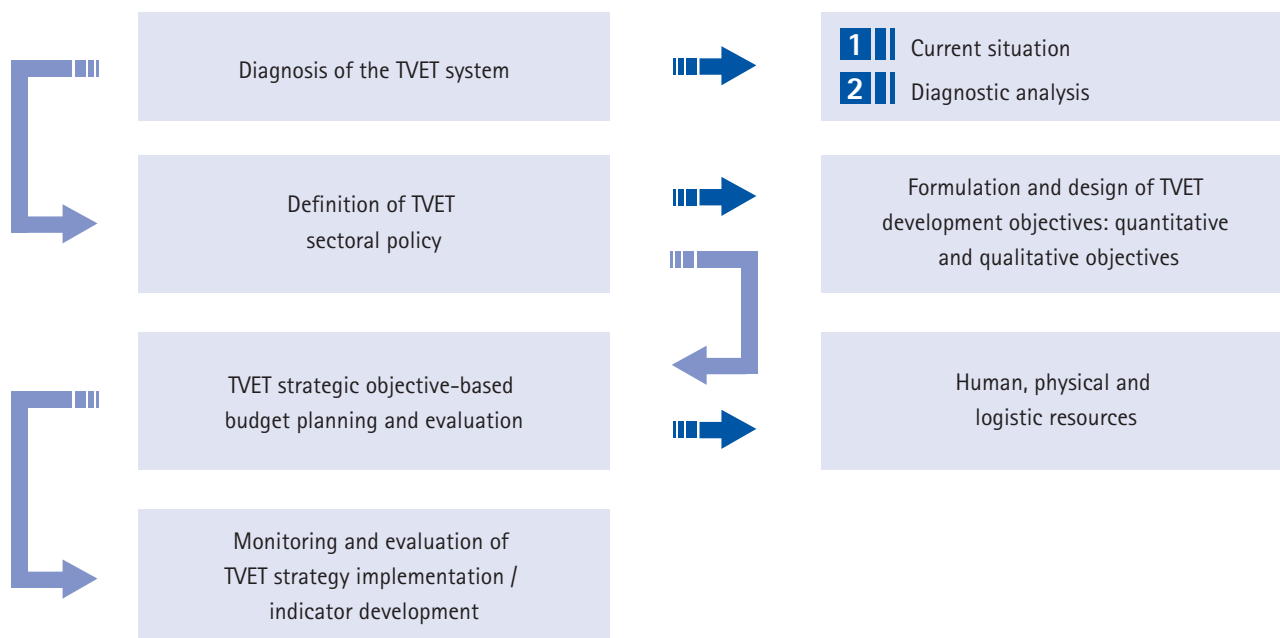 Diagnosis of the TVET system
1 Current situation
2 Diagnostic analysis
Definition of TVET
sectoral policy
Formulation and design of TVET
development objectives: quantitative
and qualitative objectives
TVET strategic objective-based
budget planning and evaluation
Human, physical and
logistic resources
Monitoring and evaluation of
TVET strategy implementation /
indicator development